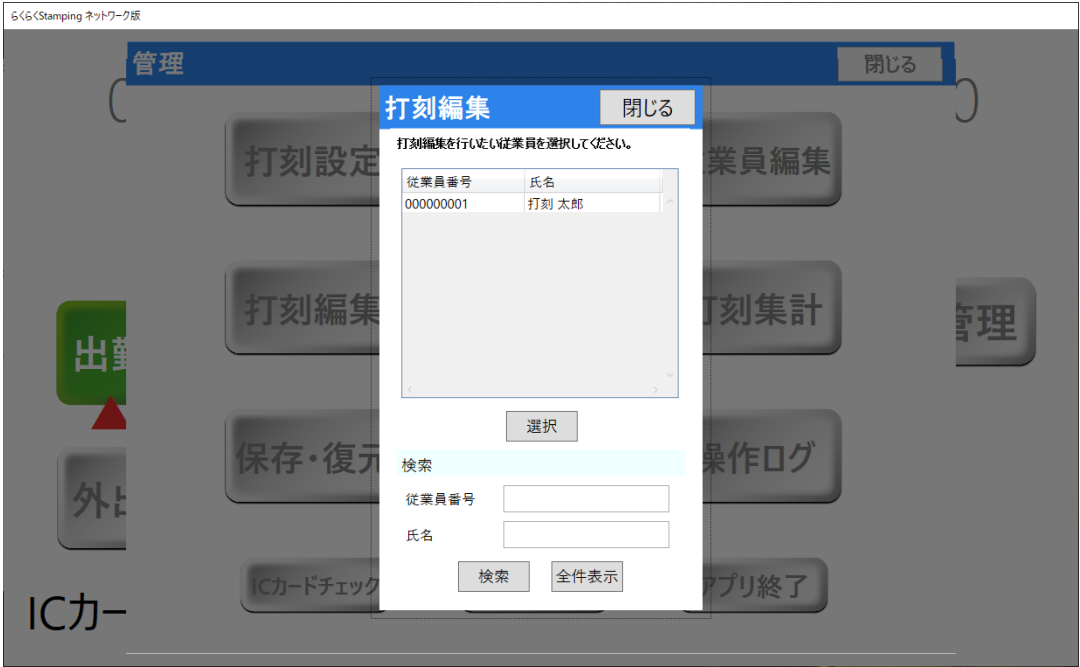 らくらくStamping ネットワーク版
管理
閉じる
打刻編集
閉じる
打刻編集を行いたい従業員を選択してください。
打刻設定
業員編集
従業員番号
氏名
000000001
打刻 太郎
打刻編集
打刻集計
管理
出勤
選択
保存・復元
操作ログ
検索
従業員番号
外出
氏名
検索
全件表示
ICカードチェック
アプリ終了
ICカー